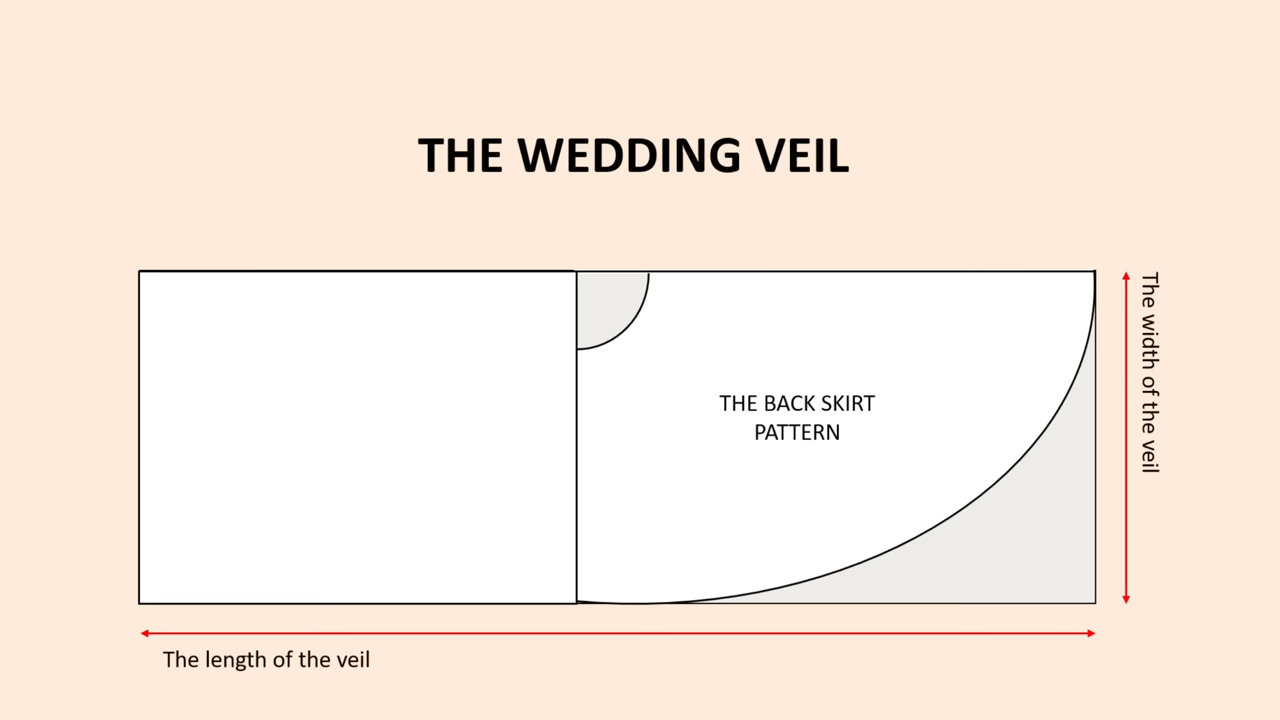 THE WEDDING VEIL
THE BACK SKIRT
PATTERN
The width of the veil
The length of the veil